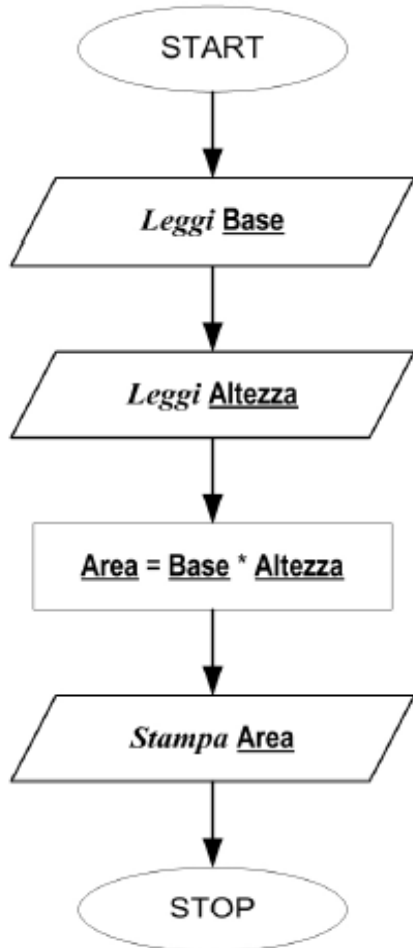 START
Leggi Base
Leggi Altezza
Area = Base * Altezza
Stampa Area
STOP